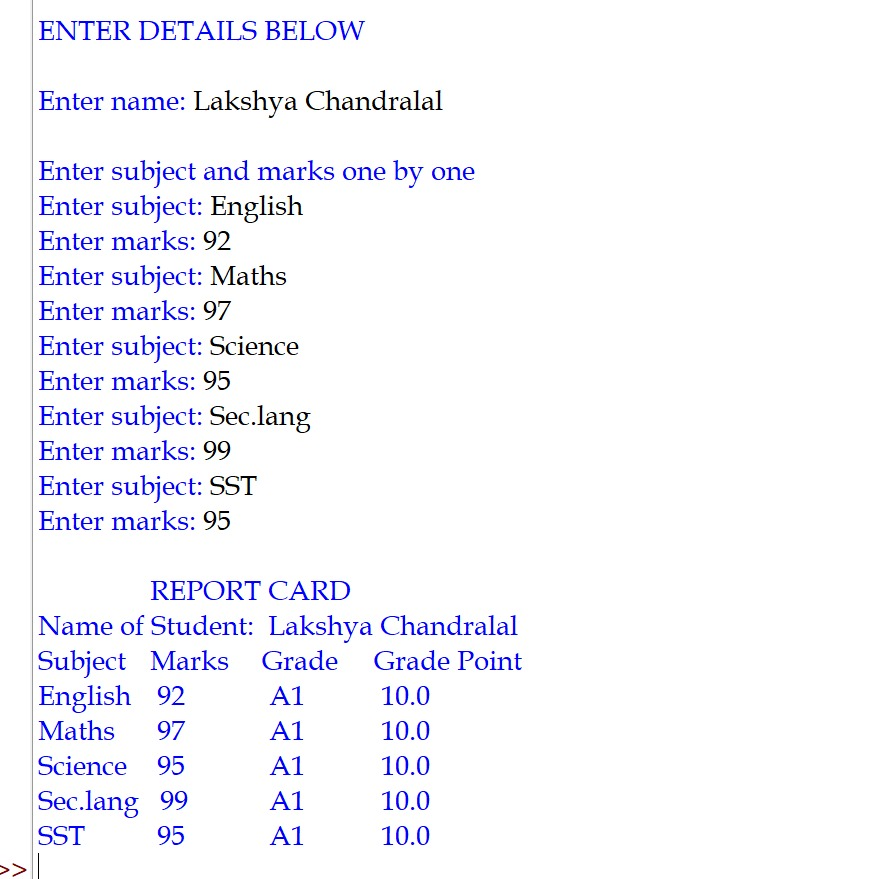 ENTER DETAILS BELOW
Enter name: Lakshya Chandralal
Enter subject and marks one by one
Enter subject: English
Enter marks: 92
Enter subject: Maths
Enter marks: 97
Enter subject: Science
Enter marks: 95
Enter subject: Sec.lang
Enter marks: 99
Enter subject: SST
Enter marks: 95
REPORT CARD
Name of Student:  Lakshya Chandralal
Subject Marks Grade Grade Point
English 92 A1 10.0
Maths 97 A1 10.0
Science 95 A1 10.0
Sec.lang 99 A1 10.0
SST 95 A1 10.0
>>